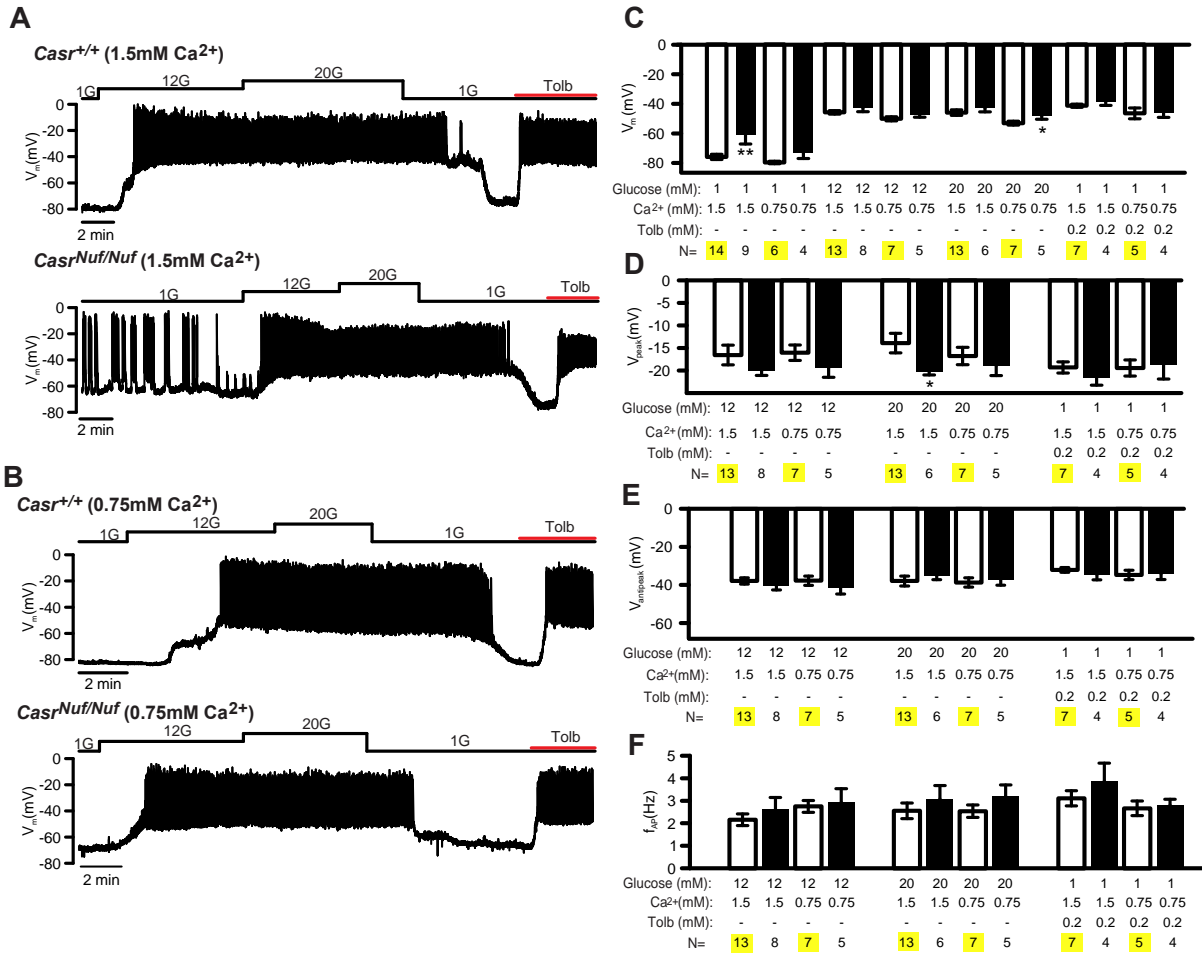 A
Casr+/+ (1.5mM Ca2+)
1G 12G 20G 1G Tolb
0
-20
-40
-60
-80
Vm(mV)
2 min
CasrNuf/Nuf (1.5mM Ca2+)
1G 12G 20G 1G Tolb
0
-20
-40
-60
-80
Vm(mV)
2 min
B
Casr+/+ (0.75mM Ca2+)
1G 12G 20G 1G Tolb
0
-20
-40
-60
-80
Vm(mV)
2 min
CasrNuf/Nuf (0.75mM Ca2+)
1G 12G 20G 1G Tolb
0
-20
-40
-60
-80
Vm(mV)
2 min
C
0
-20
-40
-60
-80
Vm (mV)
** *
Glucose (mM): 1 1 1 1 12 12 12 12 20 20 20 20 1 1 1 1
Ca2+ (mM): 1.5 1.5 0.75 0.75 1.5 1.5 0.75 0.75 1.5 1.5 0.75 0.75 1.5 1.5 0.75 0.75
Tolb (mM): - - - - - - - - - - - - 0.2 0.2 0.2 0.2
N= 14 9 6 4 13 8 7 5 13 6 7 5 7 4 5 4
D
0
-5
-10
-15
-20
Vpeak(mV)
*
Glucose (mM): 12 12 12 12 20 20 20 20 1 1 1 1
Ca2+(mM): 1.5 1.5 0.75 0.75 1.5 1.5 0.75 0.75 1.5 1.5 0.75 0.75
Tolb (mM): - - - - - - - - 0.2 0.2 0.2 0.2
N= 13 8 7 5 13 6 7 5 7 4 5 4
E
0
-20
-40
-60
Vantipeak(mV)
Glucose (mM): 12 12 12 12 20 20 20 20 1 1 1 1
Ca2+(mM): 1.5 1.5 0.75 0.75 1.5 1.5 0.75 0.75 1.5 1.5 0.75 0.75
Tolb (mM): - - - - - - - - 0.2 0.2 0.2 0.2
N= 13 8 7 5 13 6 7 5 7 4 5 4
F
5
4
3
2
1
0
fAP(Hz)
Glucose (mM): 12 12 12 12 20 20 20 20 1 1 1 1
Ca2+(mM): 1.5 1.5 0.75 0.75 1.5 1.5 0.75 0.75 1.5 1.5 0.75 0.75
Tolb (mM): - - - - - - - - 0.2 0.2 0.2 0.2
N= 13 8 7 5 13 6 7 5 7 4 5 4